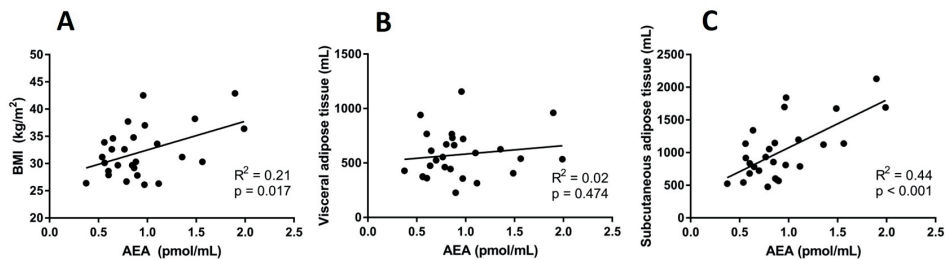 A
BMI (kg/m²)
50
45
40
35
30
25
20
R² = 0.21
p = 0.017
0.0 0.5 1.0 1.5 2.0 2.5
AEA (pmol/mL)
B
Visceral adipose tissue (mL)
1500
1000
500
0
R² = 0.02
p = 0.474
0.0 0.5 1.0 1.5 2.0 2.5
AEA (pmol/mL)
C
Subcutaneous adipose tissue (mL)
2500
2000
1500
1000
500
0
R² = 0.44
p < 0.001
0.0 0.5 1.0 1.5 2.0 2.5
AEA (pmol/mL)